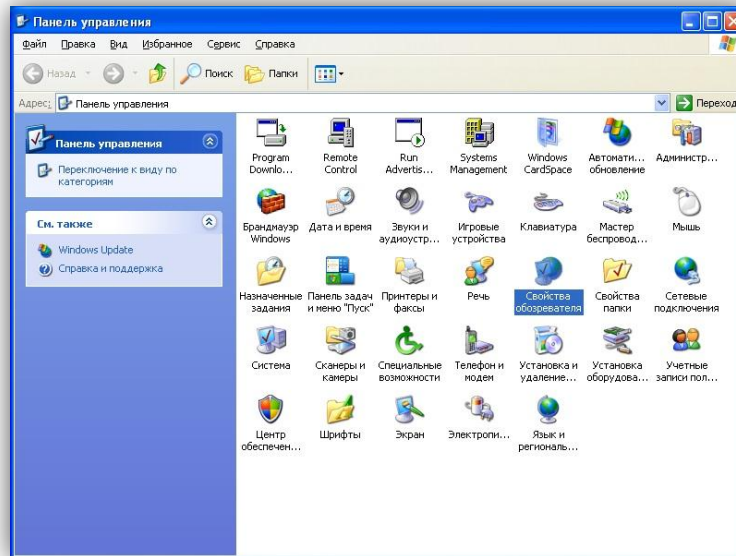 Панель управления
Файл Правка Вид Избранное Сервис Справка
Назад Поиск Папки
Адрес: Панель управления Переход
Панель управления
Переключение к виду по
категориям
См. также
Windows Update
Справка и поддержка
Program
Downlo...
Remote
Control
Run
Advertis...
Systems
Management
Windows
CardSpace
Автомати...
обновление
Администр...
Брандмауэр
Windows
Дата и время
Звуки и
аудиоустр...
Игровые
устройства
Клавиатура
Мастер
беспровод...
Мышь
Назначенные
задания
Панель задач
и меню "Пуск"
Принтеры и
факсы
Речь
Свойства
обозревателя
Свойства
папки
Сетевые
подключения
Система
Сканеры и
камеры
Специальные
возможности
Телефон и
модем
Установка и
удаление...
Установка
оборудова...
Учетные
записи пол...
Центр
обеспечен...
Шрифты
Экран
Электропи...
Язык и
региональ...